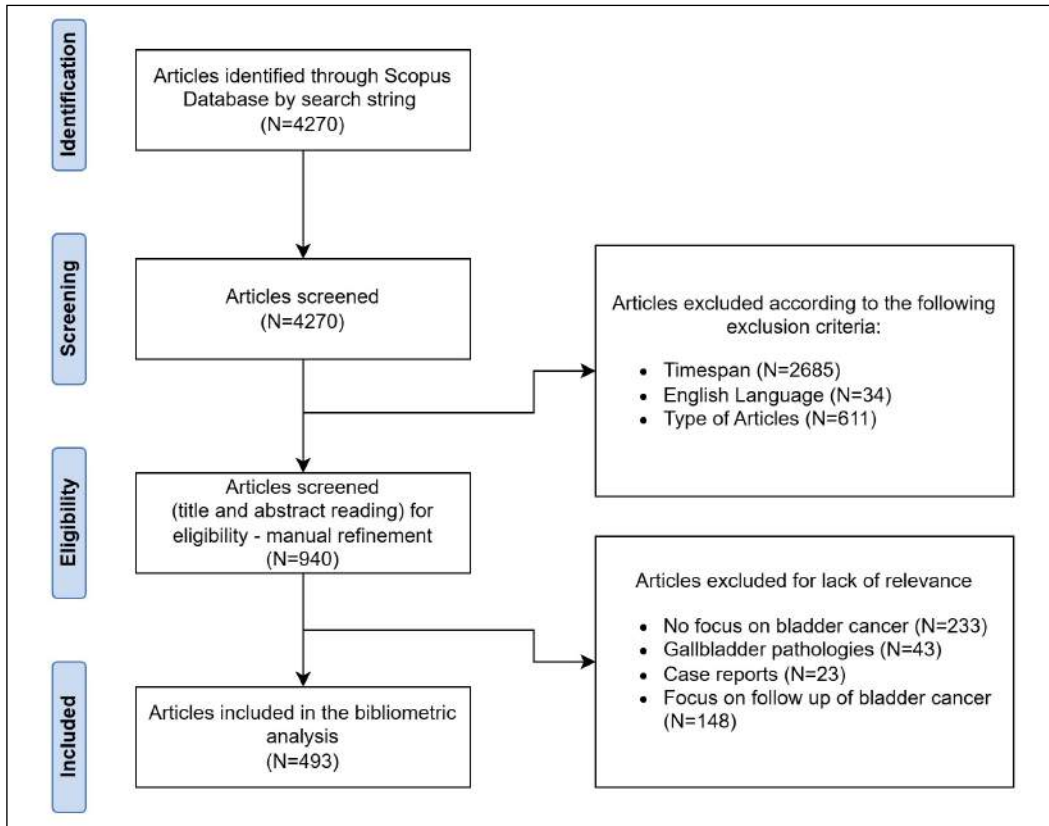 Identification
Articles identified through Scopus
Database by search string
(N=4270)
Screening
Articles screened
(N=4270)
Articles excluded according to the following
exclusion criteria:
• Timespan (N=2685)
• English Language (N=34)
• Type of Articles (N=611)
Eligibility
Articles screened
(title and abstract reading) for
eligibility - manual refinement
(N=940)
Articles excluded for lack of relevance
• No focus on bladder cancer (N=233)
• Gallbladder pathologies (N=43)
• Case reports (N=23)
• Focus on follow up of bladder cancer
(N=148)
Included
Articles included in the bibliometric
analysis
(N=493)